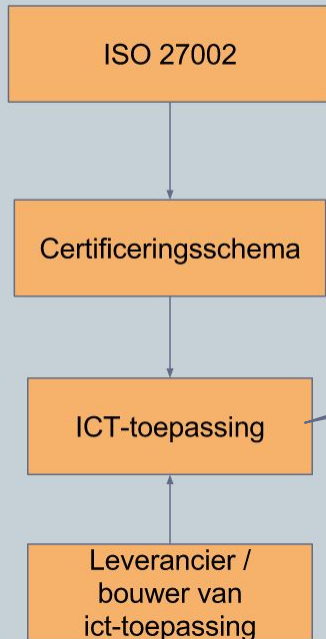 ISO 27002
Certificeringsschema
ICT-toepassing
Leverancier /
bouwer van
ict-toepassing